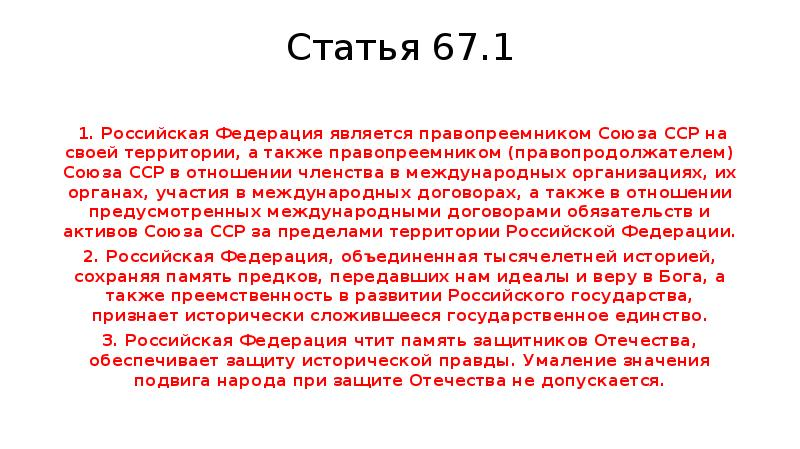 Статья 67.1
1. Российская Федерация является правопреемником Союза ССР на
своей территории, а также правопреемником (правопродолжателем)
Союза ССР в отношении членства в международных организациях, их
органах, участия в международных договорах, а также в отношении
предусмотренных международными договорами обязательств и
активов Союза ССР за пределами территории Российской Федерации.
2. Российская Федерация, объединенная тысячелетней историей,
сохраняя память предков, передавших нам идеалы и веру в Бога, а
также преемственность в развитии Российского государства,
признает исторически сложившееся государственное единство.
3. Российская Федерация чтит память защитников Отечества,
обеспечивает защиту исторической правды. Умаление значения
подвига народа при защите Отечества не допускается.